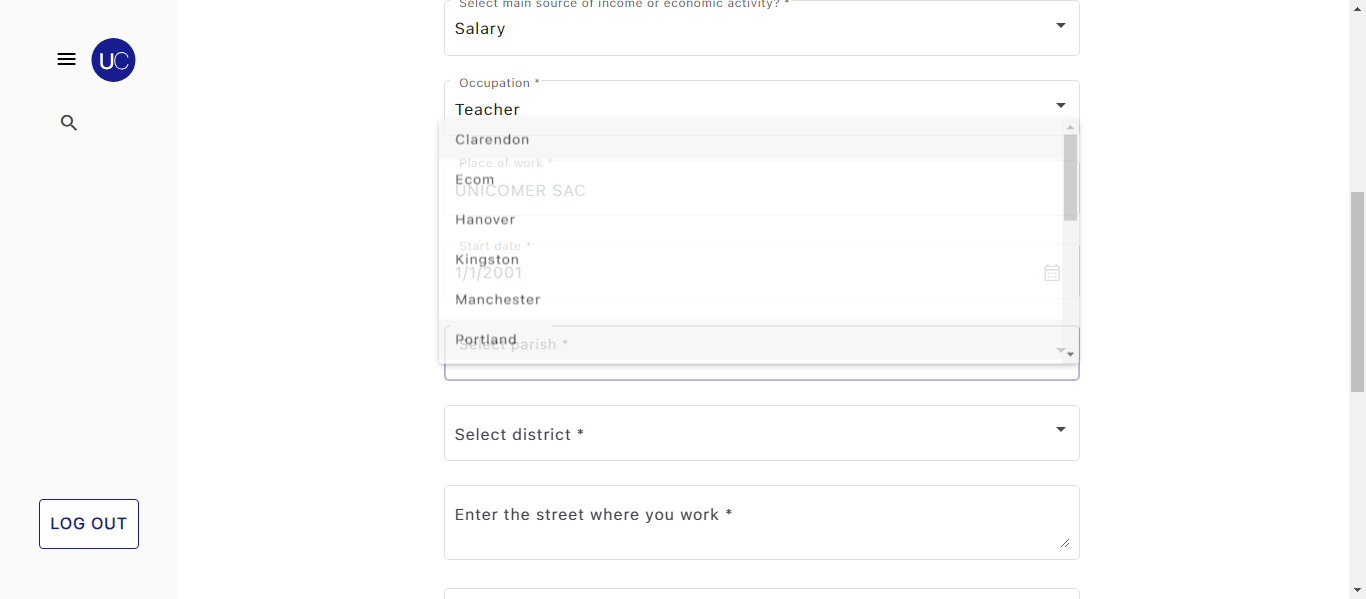 Select main source of income or economic activity? *
Salary
UC
Occupation *
Teacher
Clarendon
Place of work *
Ecom
UNICOMER SAC
Hanover
Start date *
Kingston
1/1/2001
Manchester
Portland
Select parish *
Select district *
Enter the street where you work *
LOG OUT